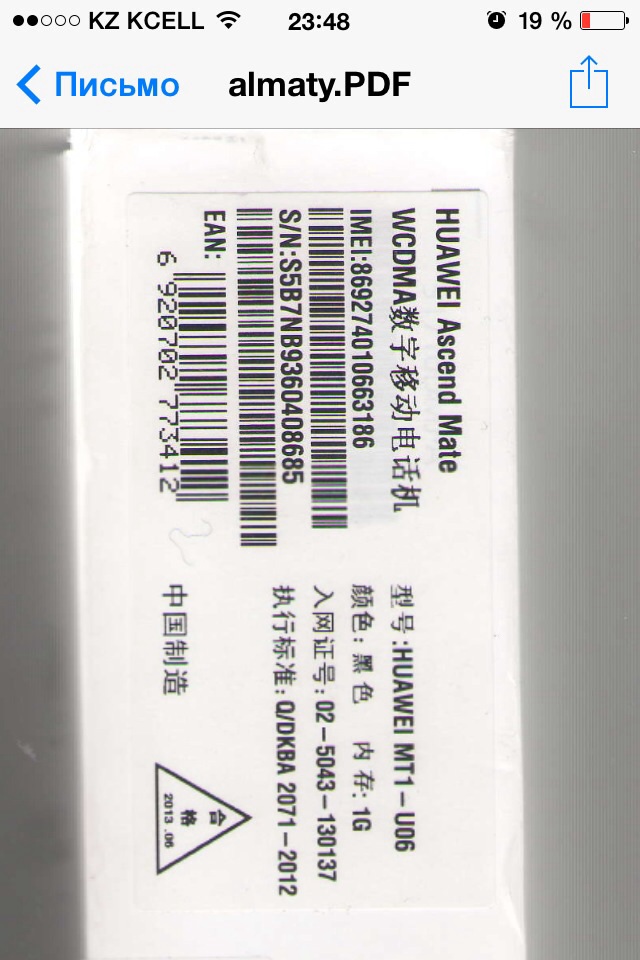 KZ KCELL 23:48 19 %
Письмо almaty.PDF
HUAWEI Ascend Mate
WCDMA数字移动电话机
IMEI:869274010663186
S/N:S5B7NB9360408685
EAN:
6 920702 773412
型号:HUAWEI MT1-U06
颜色:黑色 内存:1G
入网证号:02-5043-130137
执行标准:Q/DKBA 2071-2012
中国制造
合
格
2013.06